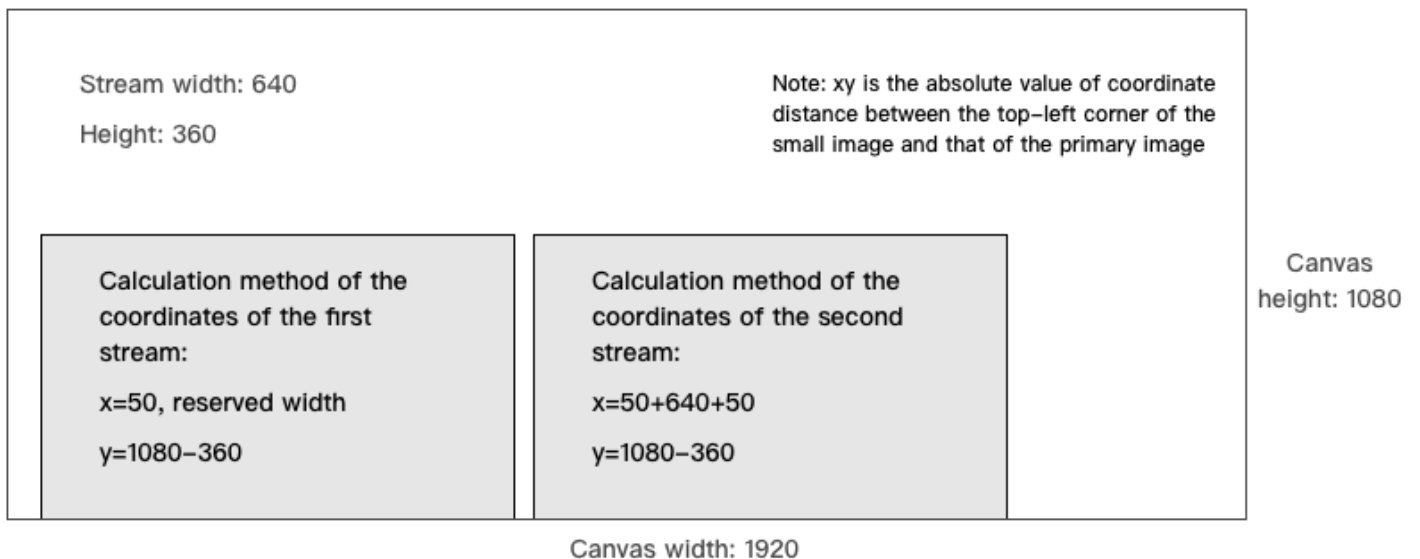 Stream width: 640
Height: 360
Note: xy is the absolute value of coordinate
distance between the top-left corner of the
small image and that of the primary image
Calculation method of the
coordinates of the first
stream:
x=50, reserved width
y=1080-360
Calculation method of the
coordinates of the second
stream:
x=50+640+50
y=1080-360
Canvas
height: 1080
Canvas width: 1920